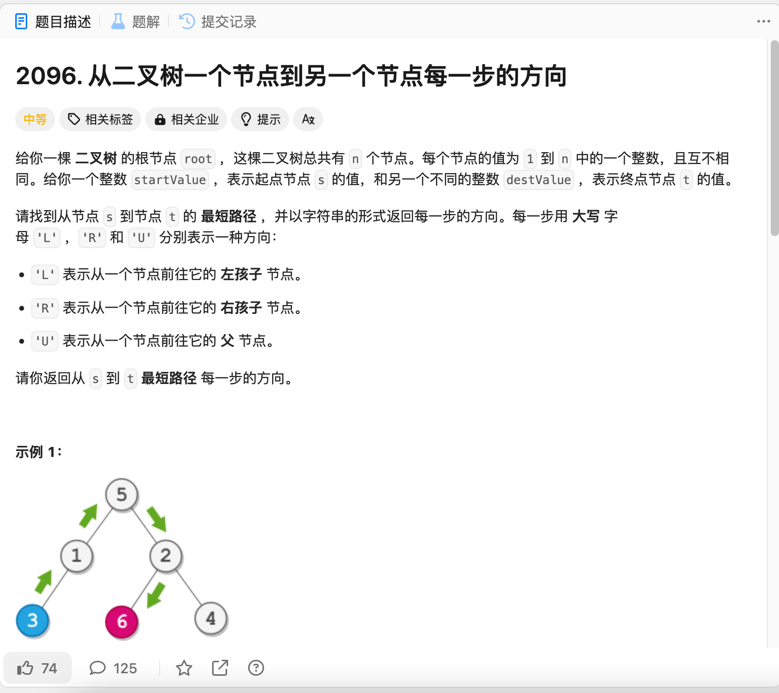 题目描述 题解 提交记录
2096. 从二叉树一个节点到另一个节点每一步的方向
中等 相关标签 相关企业 提示
给你一棵 二叉树 的根节点 root ，这棵二叉树总共有 n 个节点。每个节点的值为 1 到 n 中的一个整数，且互不相
同。给你一个整数 startValue ，表示起点节点 s 的值，和另一个不同的整数 destValue ，表示终点节点 t 的值。
请找到从节点 s 到节点 t 的 最短路径 ，并以字符串的形式返回每一步的方向。每一步用 大写 字
母 'L' ，'R' 和 'U' 分别表示一种方向：
• 'L' 表示从一个节点前往它的 左孩子 节点。
• 'R' 表示从一个节点前往它的 右孩子 节点。
• 'U' 表示从一个节点前往它的 父 节点。
请你返回从 s 到 t 最短路径 每一步的方向。
示例 1：
5
1 2
3 6 4
74 125